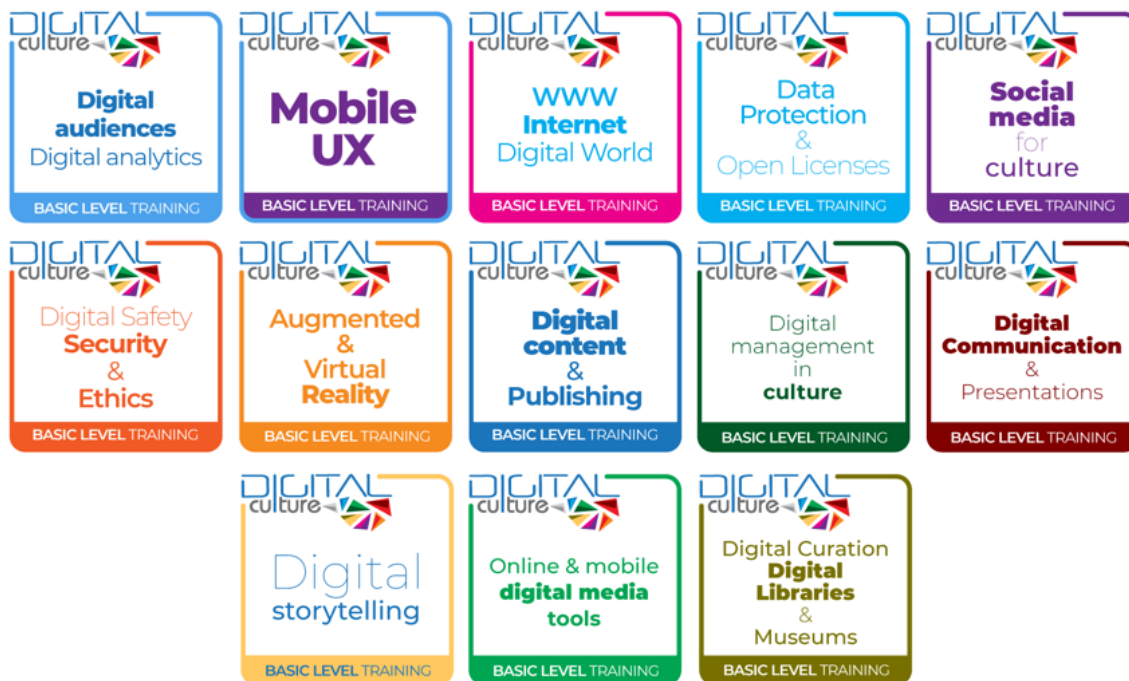 DIGITAL
culture
Digital
audiences
Digital analytics
BASIC LEVEL TRAINING
DIGITAL
culture
Mobile
UX
BASIC LEVEL TRAINING
DIGITAL
culture
WWW
Internet
Digital World
BASIC LEVEL TRAINING
DIGITAL
culture
Data
Protection
&
Open Licenses
BASIC LEVEL TRAINING
DIGITAL
culture
Social
media
for
culture
BASIC LEVEL TRAINING
DIGITAL
culture
Digital Safety
Security
&
Ethics
BASIC LEVEL TRAINING
DIGITAL
culture
Augmented
&
Virtual
Reality
BASIC LEVEL TRAINING
DIGITAL
culture
Digital
content
&
Publishing
BASIC LEVEL TRAINING
DIGITAL
culture
Digital
management
in
culture
BASIC LEVEL TRAINING
DIGITAL
culture
Digital
Communication
&
Presentations
BASIC LEVEL TRAINING
DIGITAL
culture
Digital
storytelling
BASIC LEVEL TRAINING
DIGITAL
culture
Online & mobile
digital media
tools
BASIC LEVEL TRAINING
DIGITAL
culture
Digital Curation
Digital
Libraries
&
Museums
BASIC LEVEL TRAINING